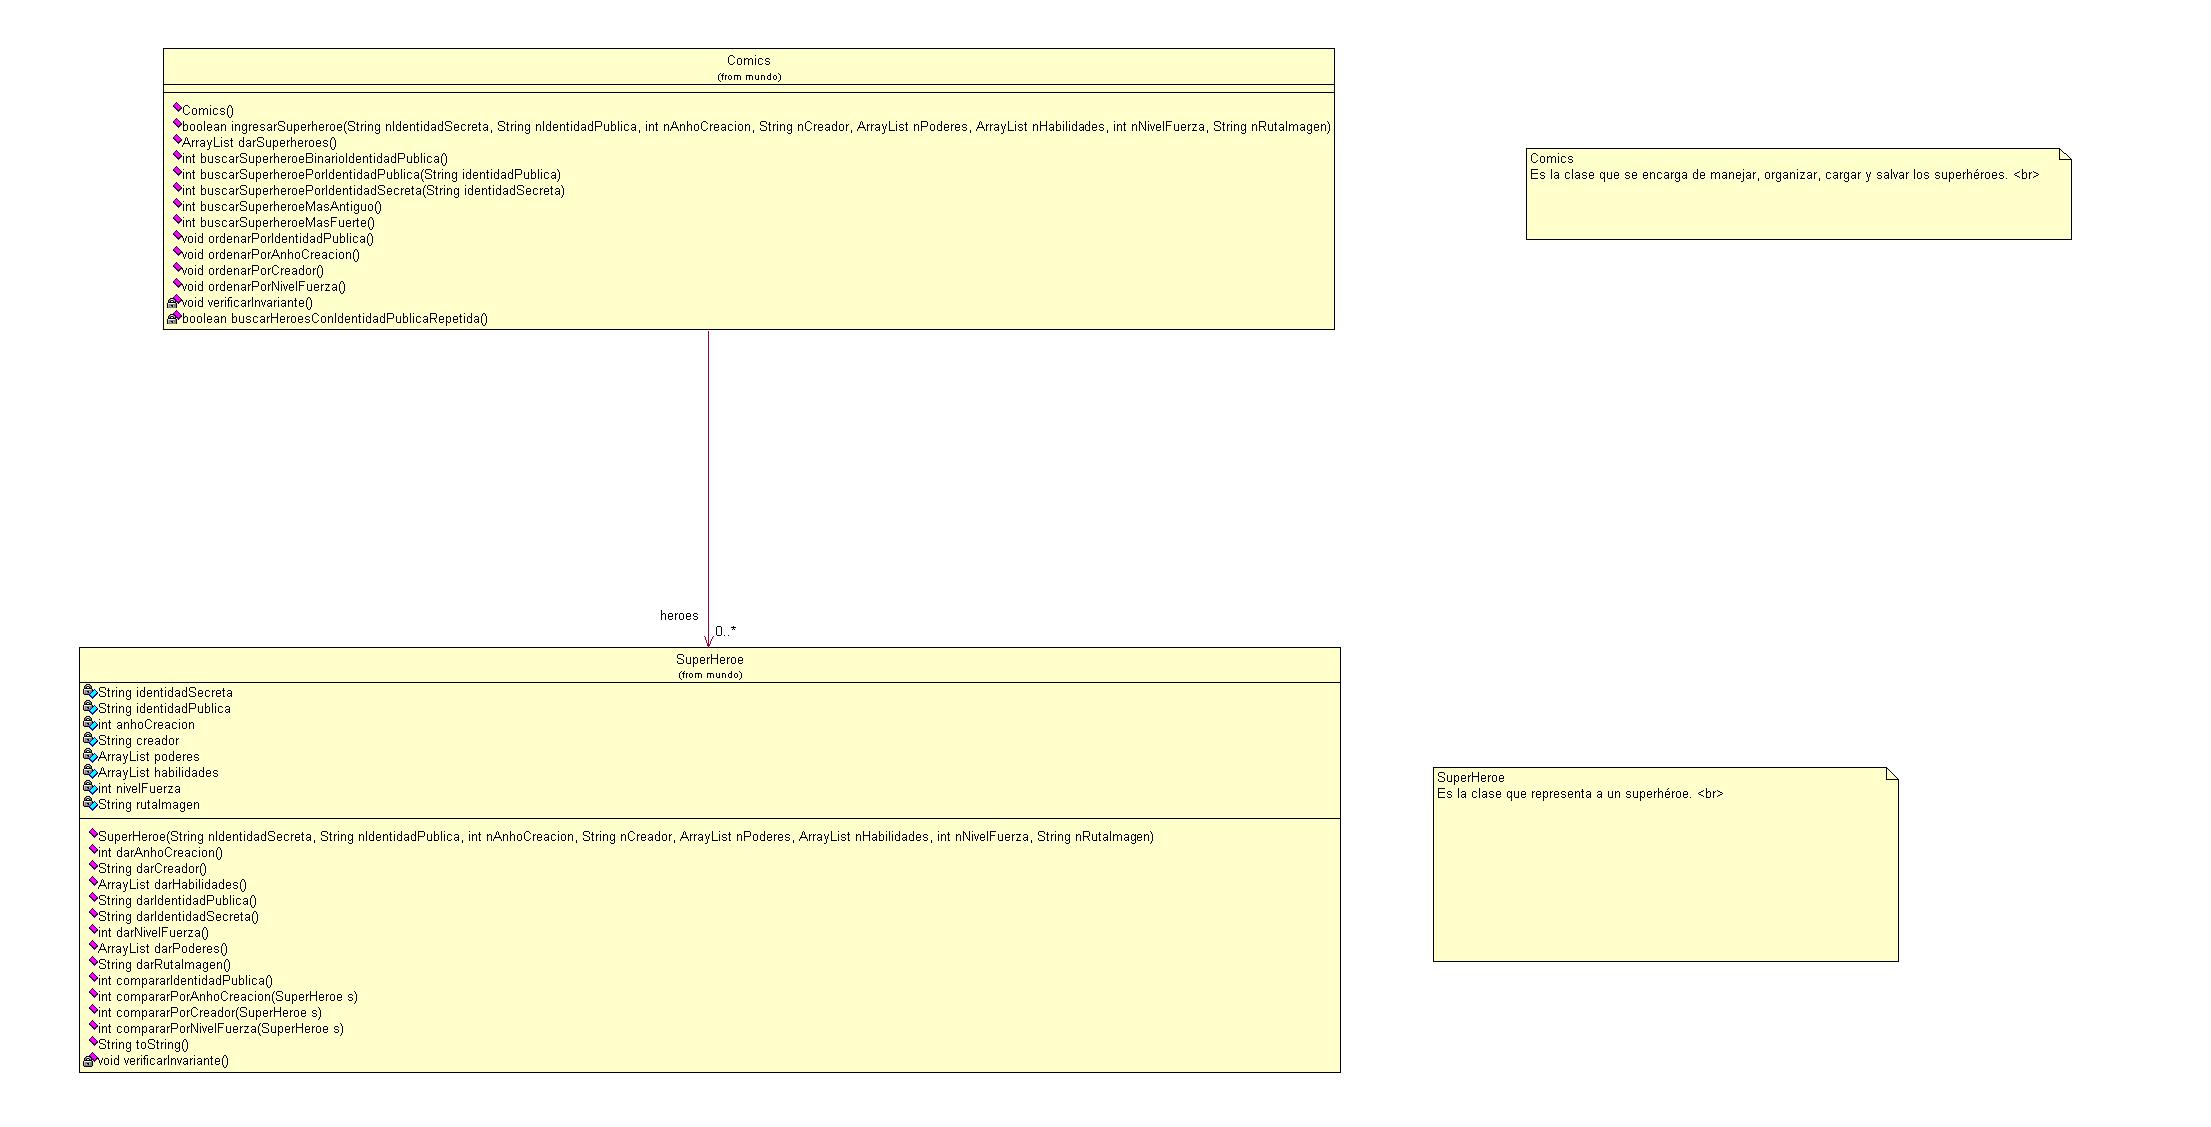 Comics
(from mundo)
Comics()
boolean ingresarSuperheroe(String nIdentidadSecreta, String nIdentidadPublica, int nAnhoCreacion, String nCreador, ArrayList nPoderes, ArrayList nHabilidades, int nNivelFuerza, String nRutaImagen)
ArrayList darSuperheroes()
int buscarSuperheroeBinarioIdentidadPublica()
int buscarSuperheroePorIdentidadPublica(String identidadPublica)
int buscarSuperheroePorIdentidadSecreta(String identidadSecreta)
int buscarSuperheroeMasAntiguo()
int buscarSuperheroeMasFuerte()
void ordenarPorIdentidadPublica()
void ordenarPorAnhoCreacion()
void ordenarPorCreador()
void ordenarPorNivelFuerza()
void verificarInvariante()
boolean buscarHeroesConIdentidadPublicaRepetida()
Comics
Es la clase que se encarga de manejar, organizar, cargar y salvar los superhéroes. <br>
heroes
0..*
SuperHeroe
(from mundo)
String identidadSecreta
String identidadPublica
int anhoCreacion
String creador
ArrayList poderes
ArrayList habilidades
int nivelFuerza
String rutaImagen
SuperHeroe(String nIdentidadSecreta, String nIdentidadPublica, int nAnhoCreacion, String nCreador, ArrayList nPoderes, ArrayList nHabilidades, int nNivelFuerza, String nRutaImagen)
int darAnhoCreacion()
String darCreador()
ArrayList darHabilidades()
String darIdentidadPublica()
String darIdentidadSecreta()
int darNivelFuerza()
ArrayList darPoderes()
String darRutaImagen()
int compararIdentidadPublica()
int compararPorAnhoCreacion(SuperHeroe s)
int compararPorCreador(SuperHeroe s)
int compararPorNivelFuerza(SuperHeroe s)
String toString()
void verificarInvariante()
SuperHeroe
Es la clase que representa a un superhéroe. <br>